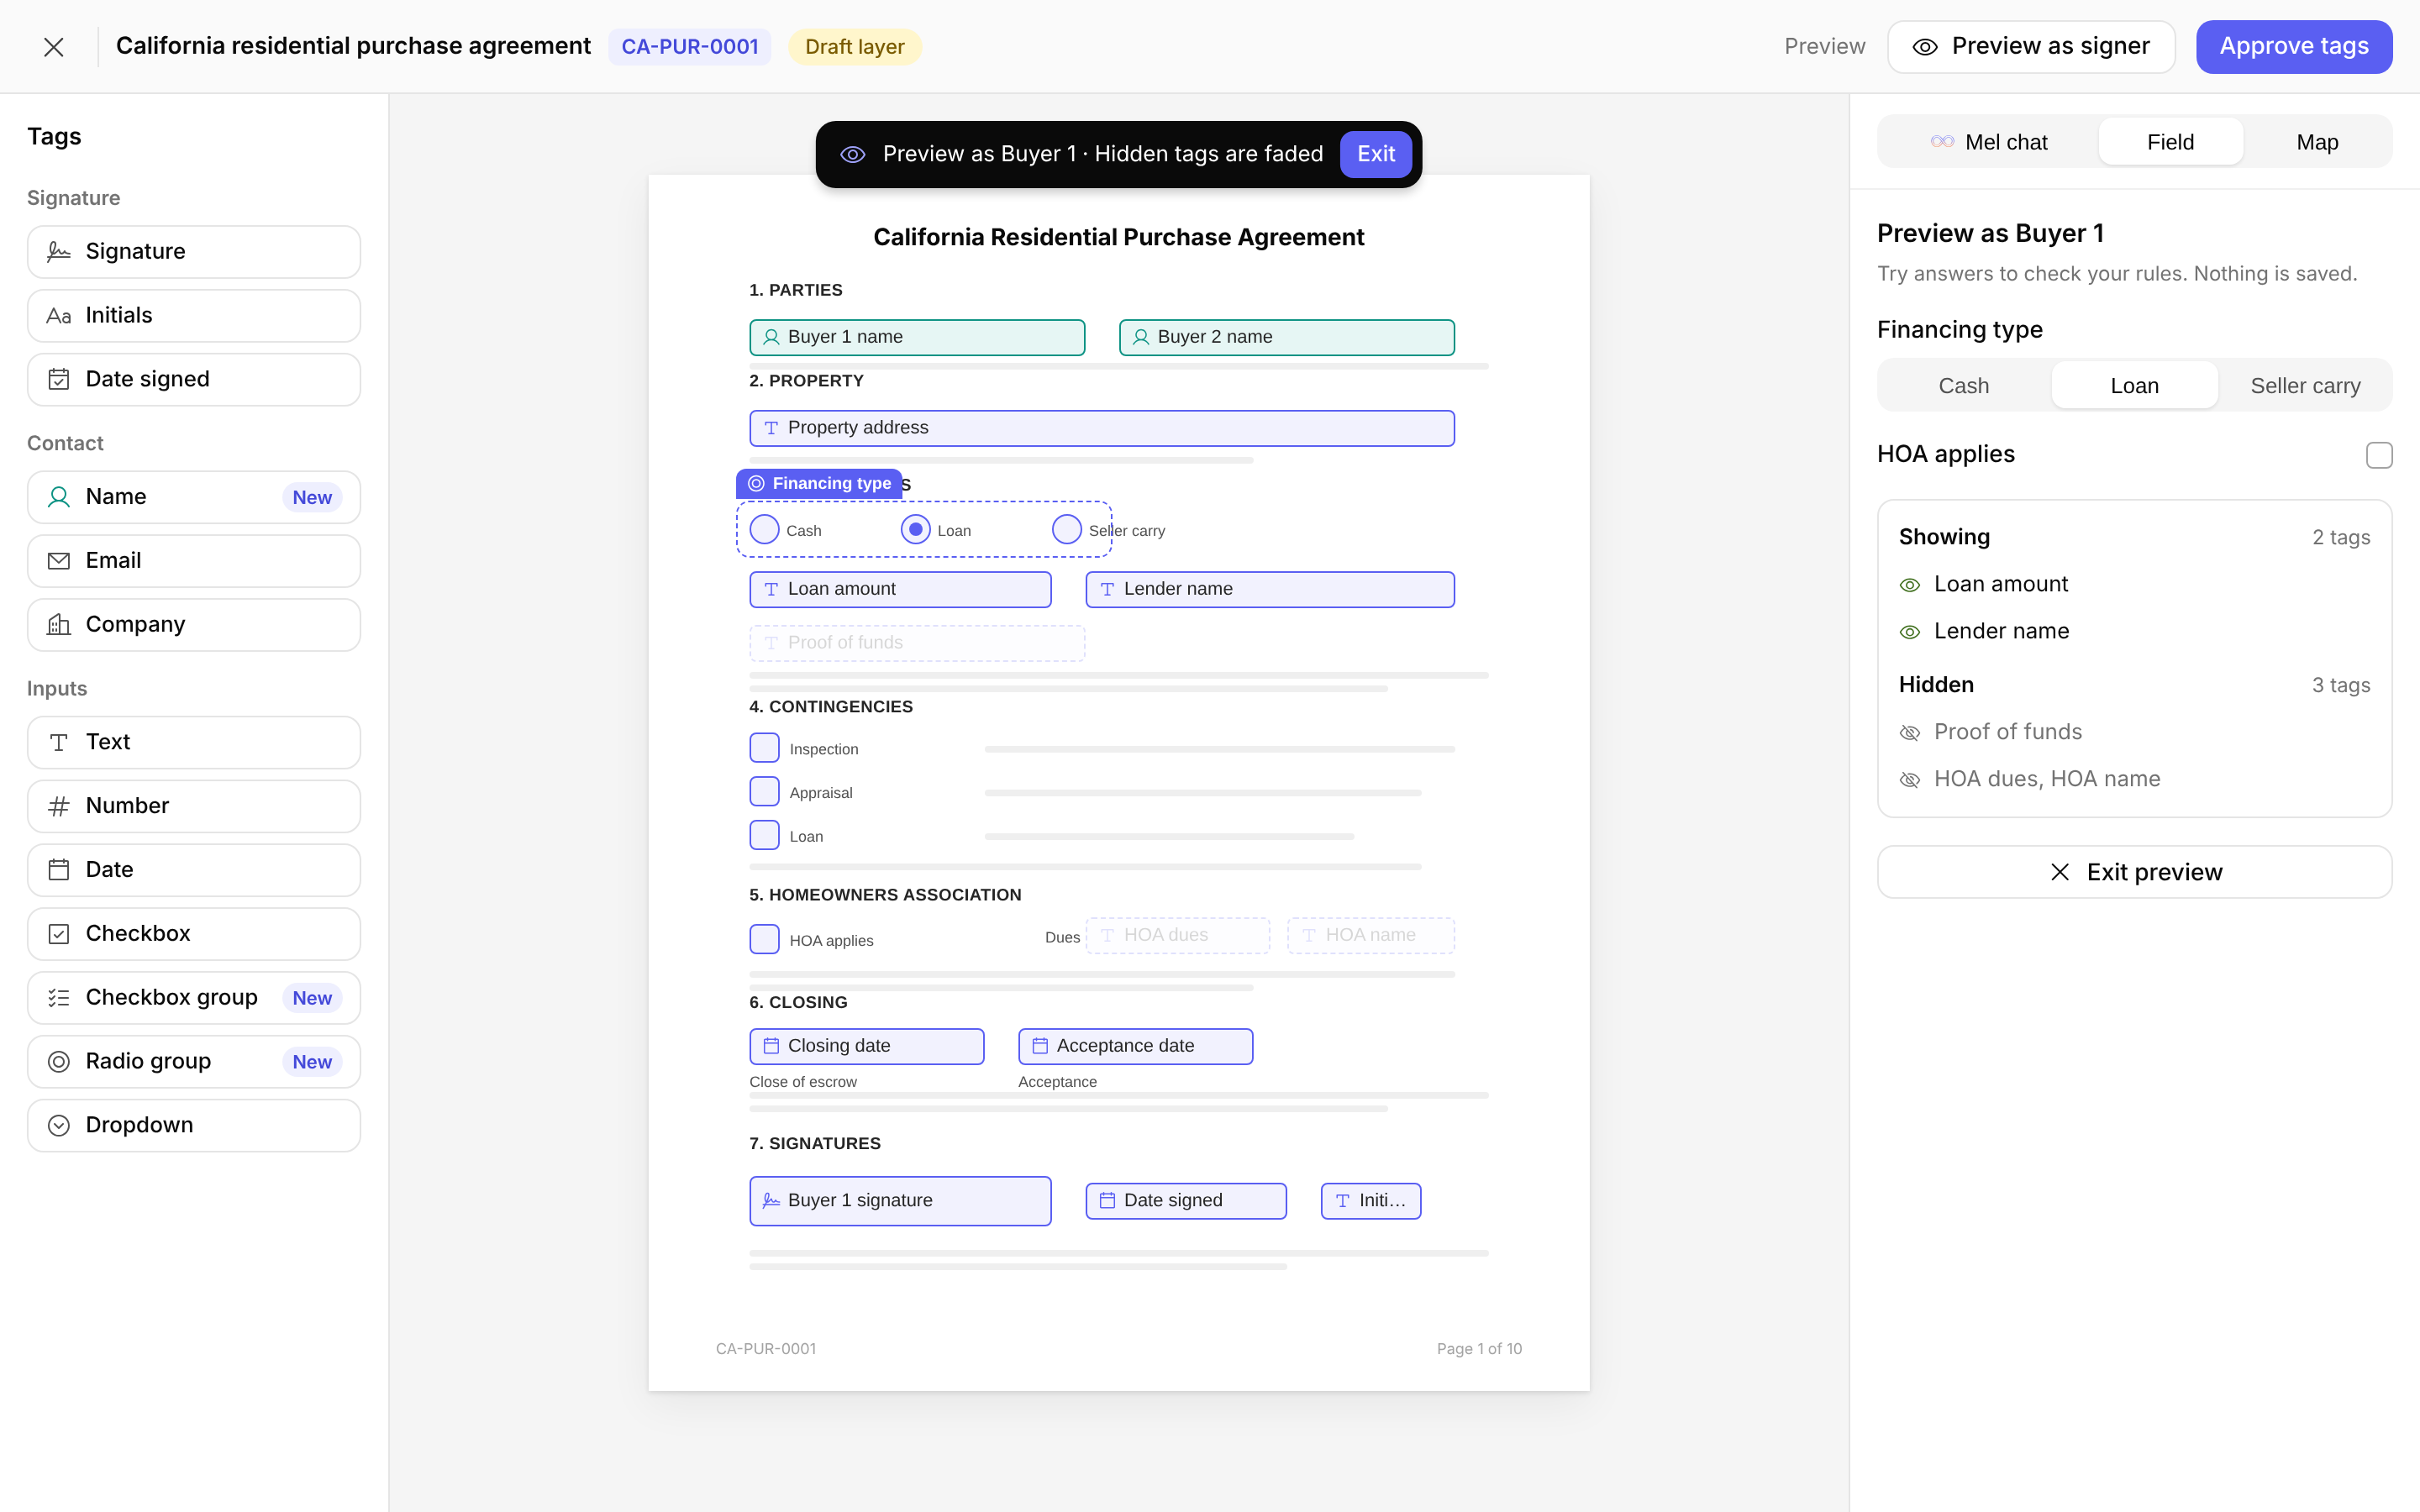 California residential purchase agreement CA-PUR-0001 Draft layer
Preview Preview as signer Approve tags
Tags
Signature
Signature
Initials
Date signed
Contact
Name New
Email
Company
Inputs
Text
Number
Date
Checkbox
Checkbox group New
Radio group New
Dropdown
Preview as Buyer 1 · Hidden tags are faded Exit
California Residential Purchase Agreement
1. PARTIES
Buyer 1 name Buyer 2 name
2. PROPERTY
Property address
Financing type S
Cash Loan Seller carry
Loan amount Lender name
Proof of funds
4. CONTINGENCIES
Inspection
Appraisal
Loan
5. HOMEOWNERS ASSOCIATION
HOA applies Dues HOA dues HOA name
6. CLOSING
Closing date Acceptance date
Close of escrow Acceptance
7. SIGNATURES
Buyer 1 signature Date signed Initi...
CA-PUR-0001 Page 1 of 10
Mel chat Field Map
Preview as Buyer 1
Try answers to check your rules. Nothing is saved.
Financing type
Cash Loan Seller carry
HOA applies
Showing 2 tags
Loan amount
Lender name
Hidden 3 tags
Proof of funds
HOA dues, HOA name
Exit preview